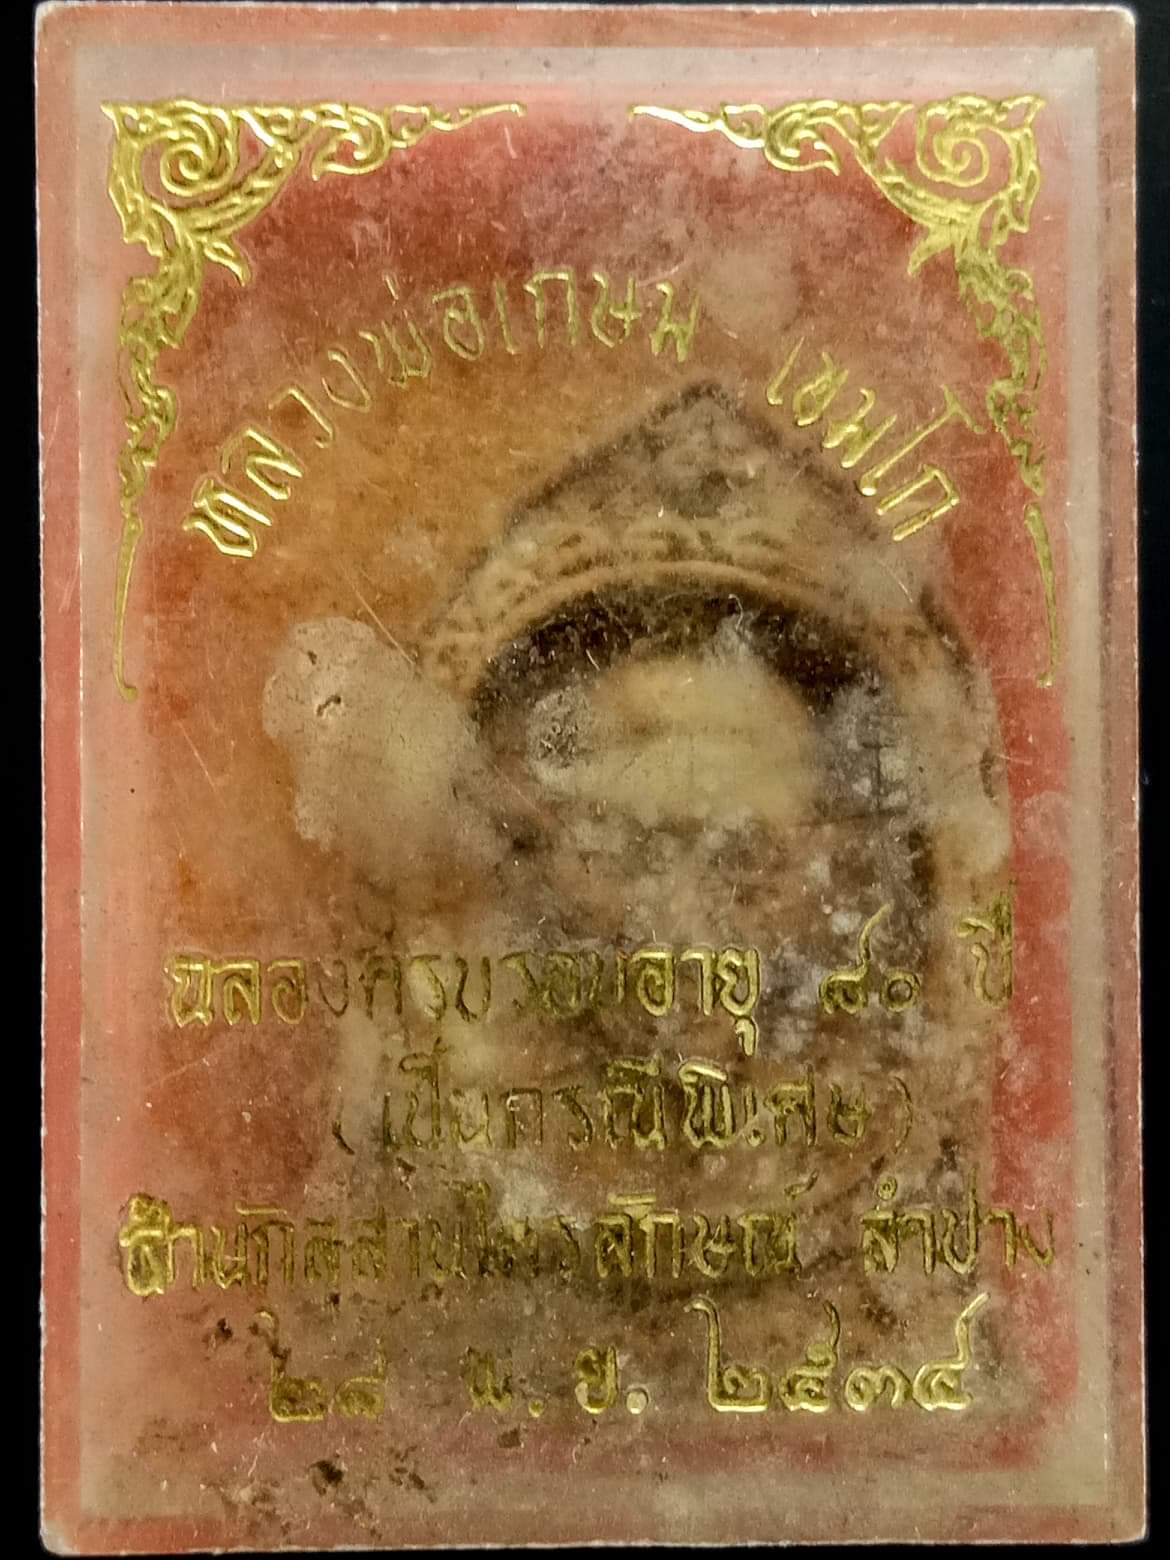 หลวงพ่อเกษม เขมโก
ฉลองครบรอบอายุ ๘๐ ปี
(เป็นกรณีพิเศษ)
สำนักสุสานไตรลักษณ์ ลำปาง
๒๘ พ.ย. ๒๕๓๔